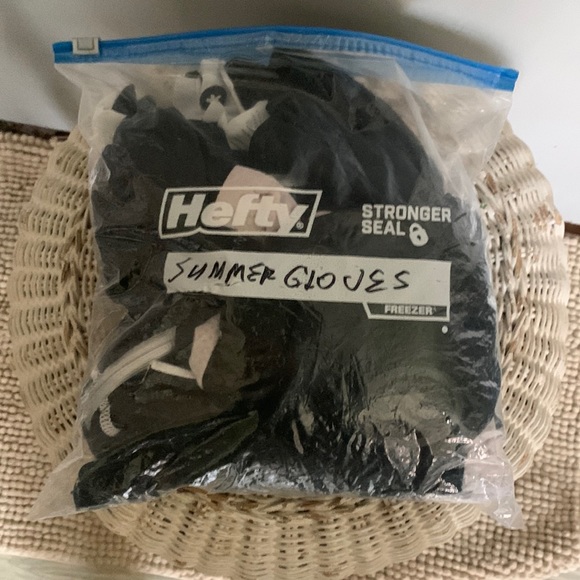 Hefty®
STRONGER
SEAL
SUMMER GLOVES
FREEZER